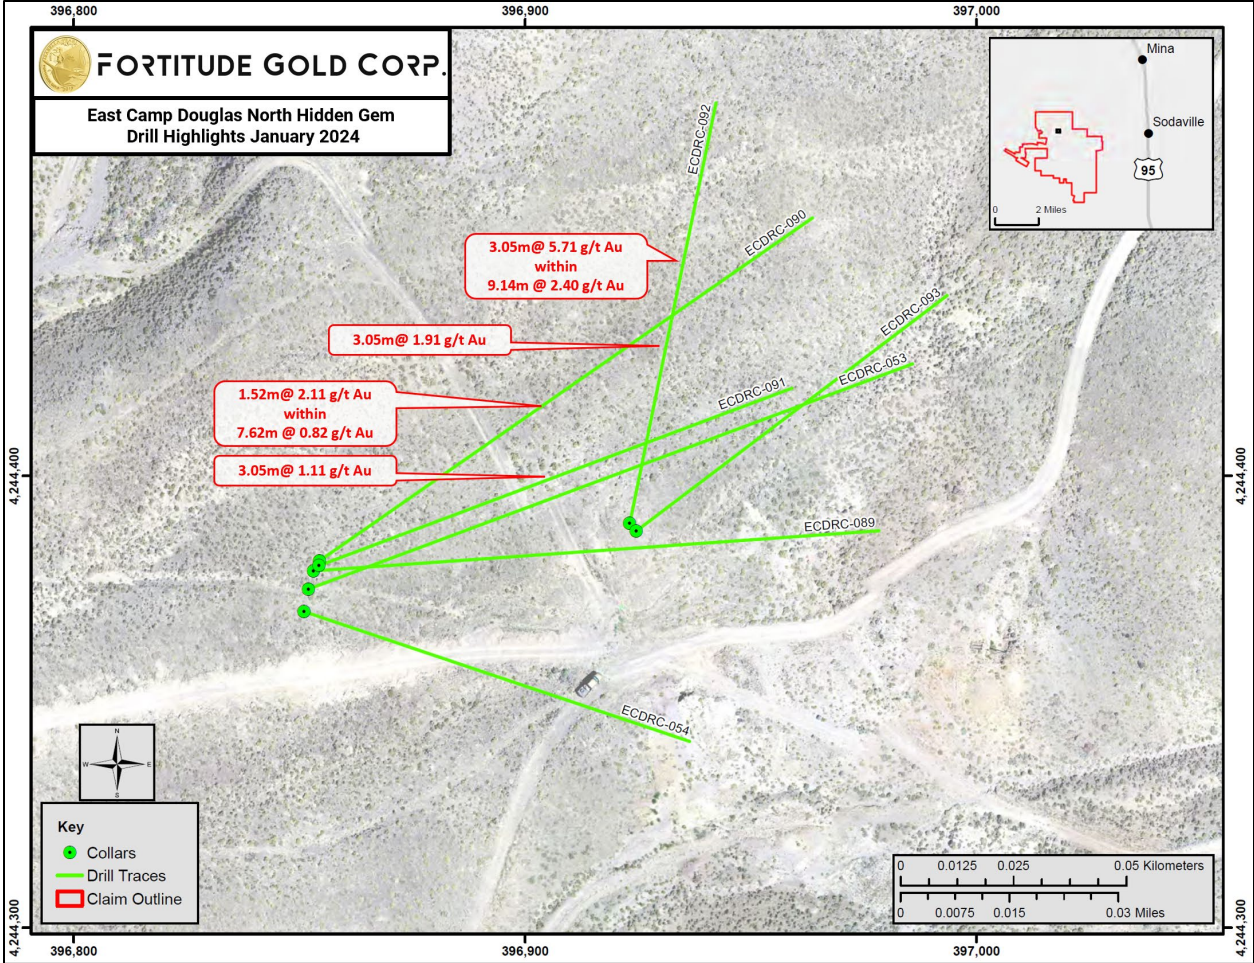 396,800
396,900
397,000
FORTITUDE GOLD CORP.
East Camp Douglas North Hidden Gem
Drill Highlights January 2024
Mina
Sodaville
95
0
2 Miles
ECDRC-092
ECDRC-090
3.05m@ 5.71 g/t Au
within
9.14m @ 2.40 g/t Au
ECDRC-093
3.05m@ 1.91 g/t Au
ECDRC-053
ECDRC-091
1.52m@ 2.11 g/t Au
within
7.62m @ 0.82 g/t Au
3.05m@ 1.11 g/t Au
4,244,400
4,244,400
ECDRC-089
ECDRC-054
N
W
E
S
Key
Collars
Drill Traces
Claim Outline
0
0.0125
0.025
0.05 Kilometers
0
0.0075
0.015
0.03 Miles
4,244,300
4,244,300
396,800
396,900
397,000